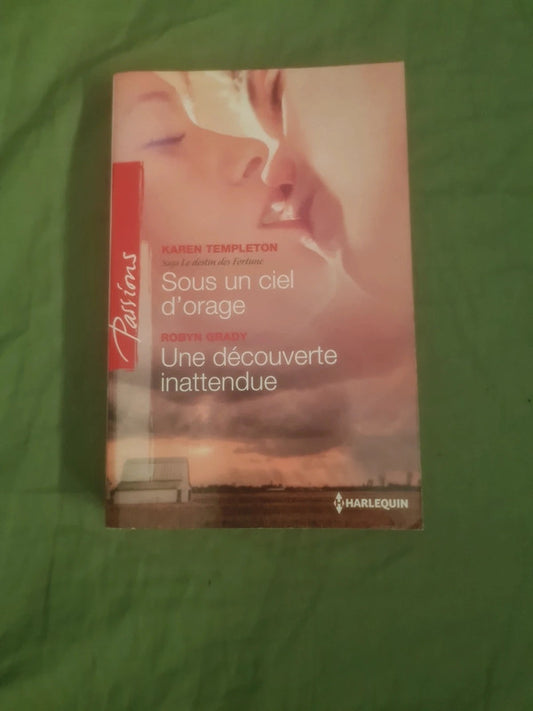 Passions
KAREN TEMPLETON
Saga Le destin des Fortune
Sous un ciel
d'orage
ROBYN GRADY
Une découverte
inattendue
H HARLEQUIN